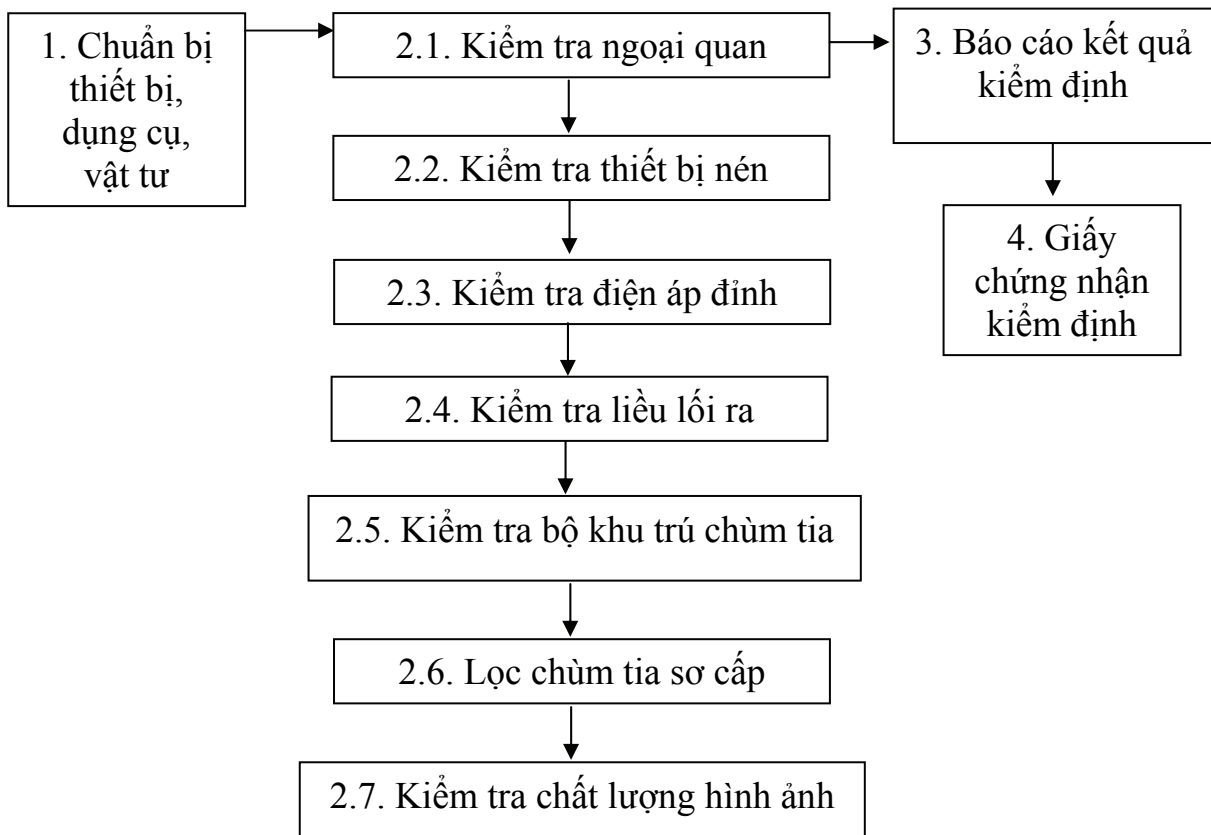 1. Chuẩn bị
thiết bị,
dụng cụ,
vật tư
2.1. Kiểm tra ngoại quan
2.2. Kiểm tra thiết bị nén
2.3. Kiểm tra điện áp đỉnh
2.4. Kiểm tra liều lối ra
2.5. Kiểm tra bộ khu trú chùm tia
2.6. Lọc chùm tia sơ cấp
2.7. Kiểm tra chất lượng hình ảnh
3. Báo cáo kết quả
kiểm định
4. Giấy
chứng nhận
kiểm định